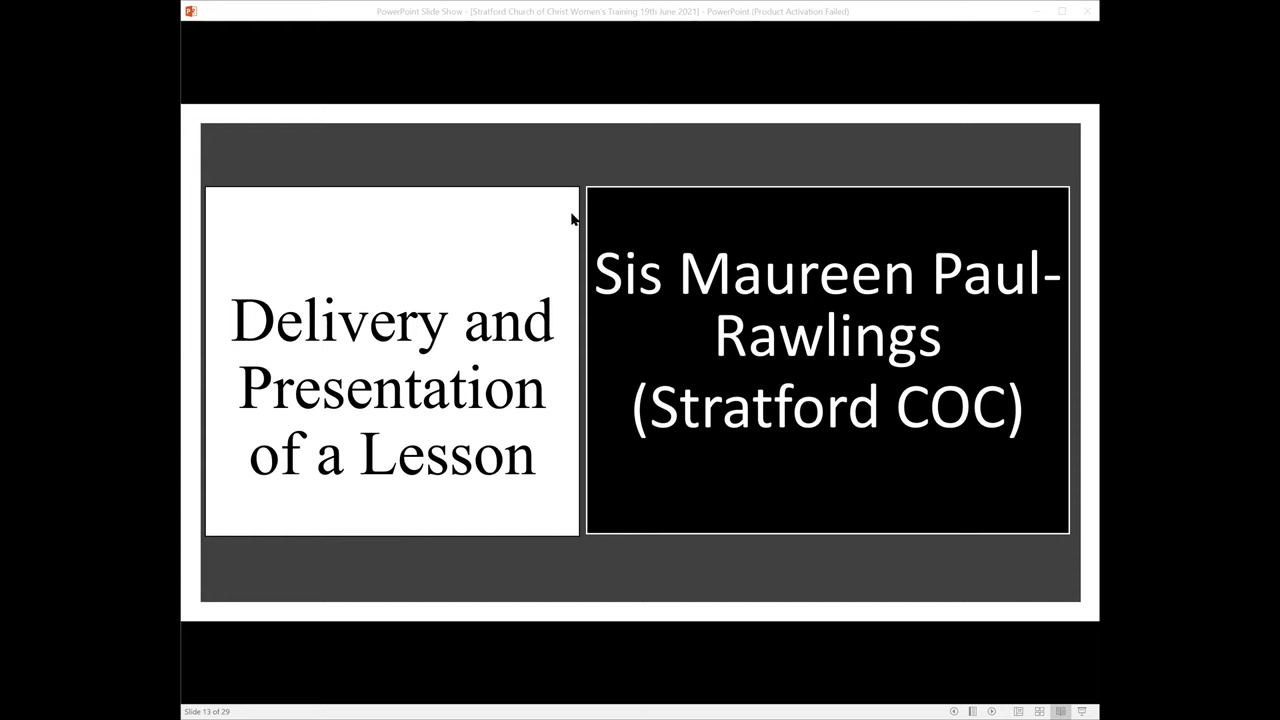 PowerPoint Slide Show - [Stratford Church of Christ Women's Training 19th June 2021] - PowerPoint (Product Activation Failed)
Delivery and
Presentation
of a Lesson
Sis Maureen Paul-
Rawlings
(Stratford COC)
Slide 13 of 29